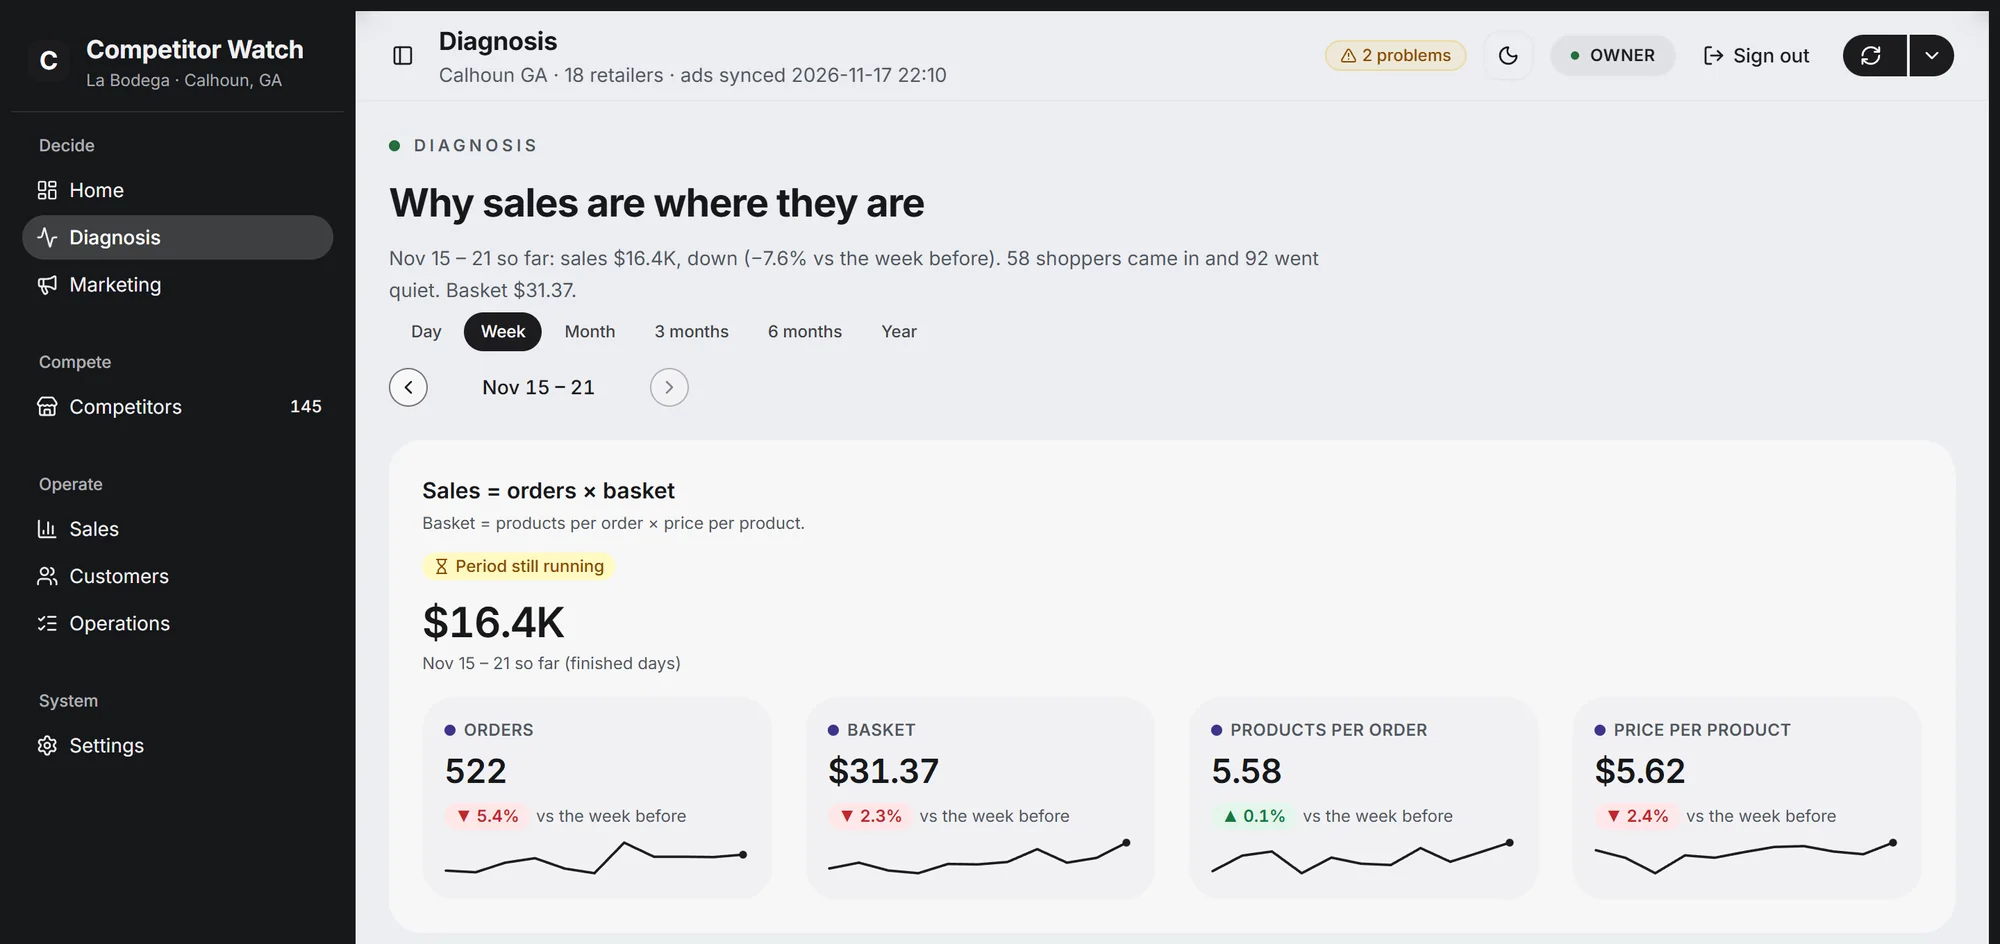 C
Competitor Watch
La Bodega · Calhoun, GA
Decide
Home
Diagnosis
Marketing
Compete
Competitors 145
Operate
Sales
Customers
Operations
System
Settings
Diagnosis
Calhoun GA · 18 retailers · ads synced 2026-11-17 22:10
2 problems
OWNER
Sign out
DIAGNOSIS
Why sales are where they are
Nov 15 – 21 so far: sales $16.4K, down (−7.6% vs the week before). 58 shoppers came in and 92 went
quiet. Basket $31.37.
Day Week Month 3 months 6 months Year
Nov 15 – 21
Sales = orders × basket
Basket = products per order × price per product.
Period still running
$16.4K
Nov 15 – 21 so far (finished days)
ORDERS
522
▼ 5.4% vs the week before
BASKET
$31.37
▼ 2.3% vs the week before
PRODUCTS PER ORDER
5.58
▲ 0.1% vs the week before
PRICE PER PRODUCT
$5.62
▼ 2.4% vs the week before